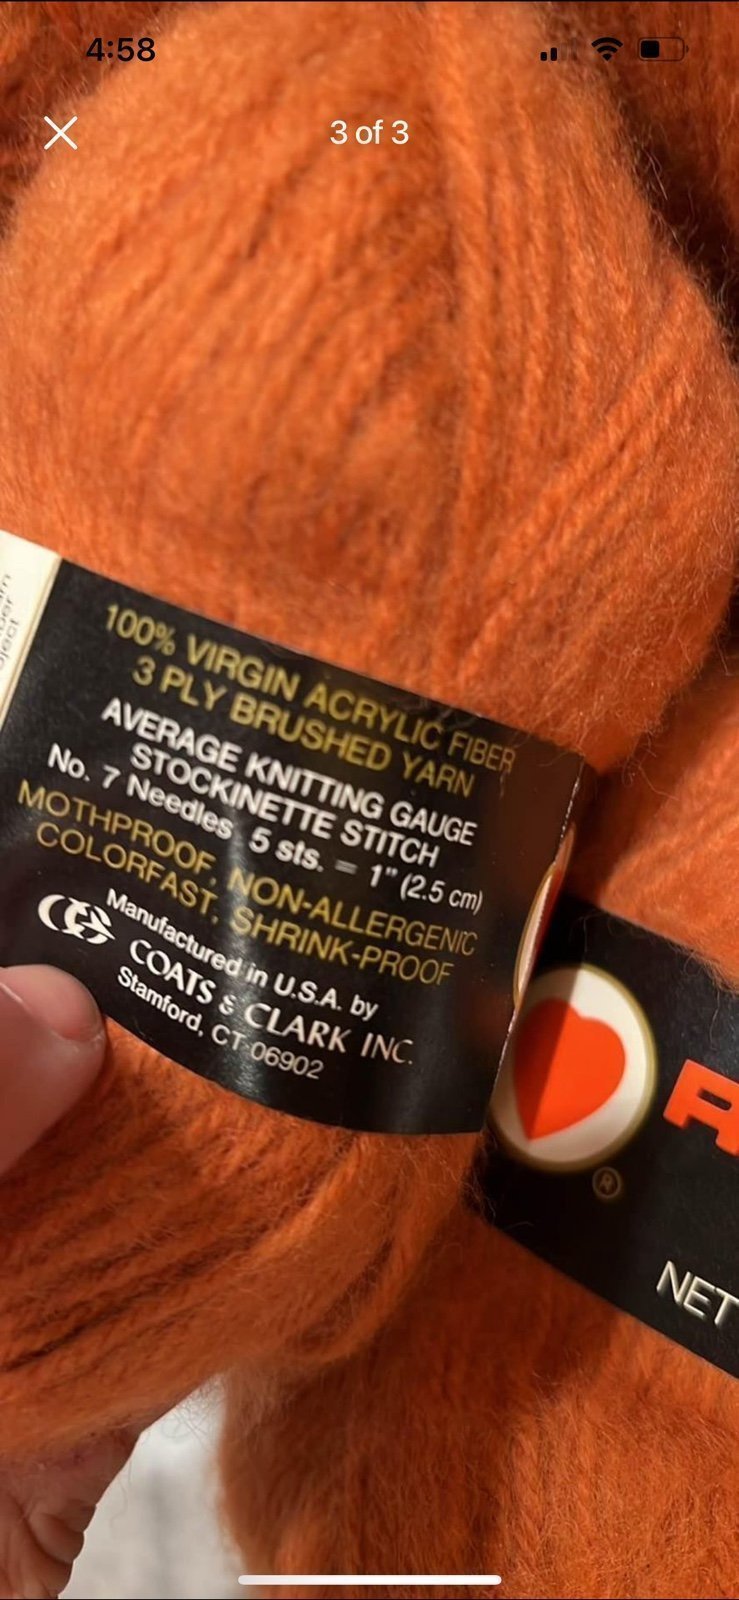 4:58
3 of 3
100% VIRGIN ACRYLIC FIBER
3 PLY BRUSHED YARN
AVERAGE KNITTING GAUGE
STOCKINETTE STITCH
No. 7 Needles 5 sts. = 1" (2.5 cm)
MOTHPROOF, NON-ALLERGENIC
COLORFAST, SHRINK-PROOF
Manufactured in U.S.A. by
COATS & CLARK INC.
Stamford, CT 06902
®
NET